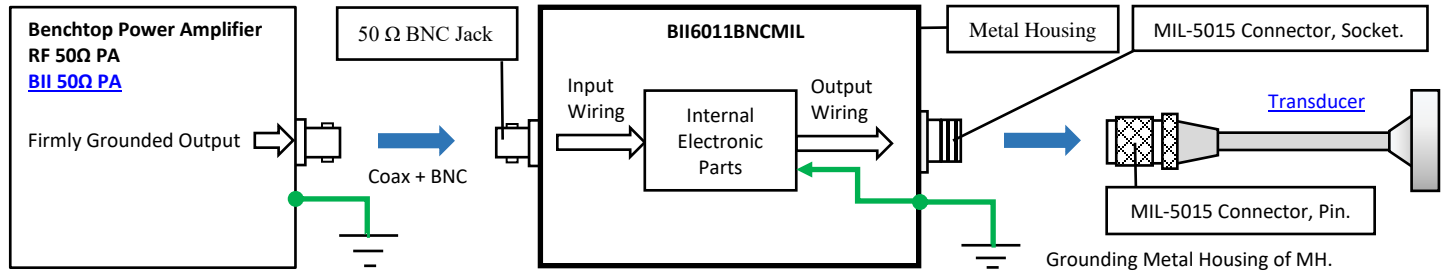 Benchtop Power Amplifier
RF 50Ω PA
BII 50Ω PA
Firmly Grounded Output
Coax + BNC
50 Ω BNC Jack
BII6011BNCMIL
Input
Wiring
Internal
Electronic
Parts
Output
Wiring
Metal Housing
MIL-5015 Connector, Socket.
Transducer
MIL-5015 Connector, Pin.
Grounding Metal Housing of MH.